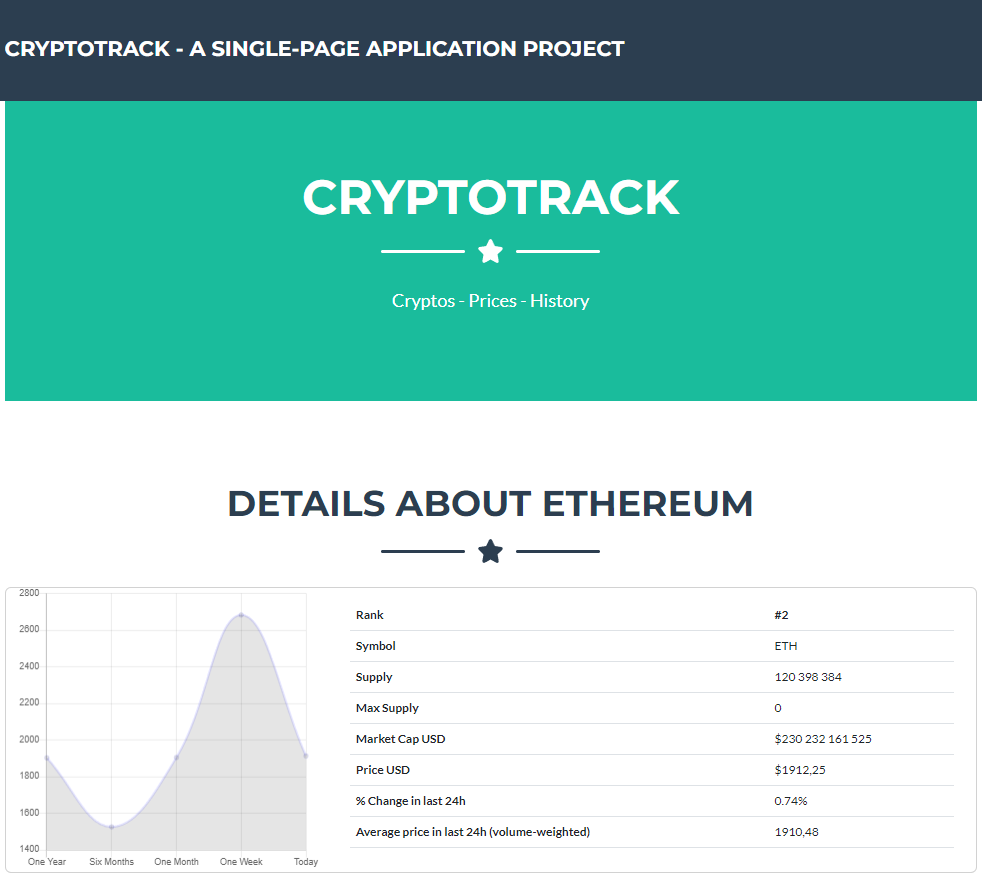 CRYPTOTRACK - A SINGLE-PAGE APPLICATION PROJECT
CRYPTOTRACK
Cryptos - Prices - History
DETAILS ABOUT ETHEREUM
2800
2600
2400
2200
2000
1800
1600
1400
One Year Six Months One Month One Week Today
Rank #2
Symbol ETH
Supply 120 398 384
Max Supply 0
Market Cap USD $230 232 161 525
Price USD $1912,25
% Change in last 24h 0.74%
Average price in last 24h (volume-weighted) 1910,48